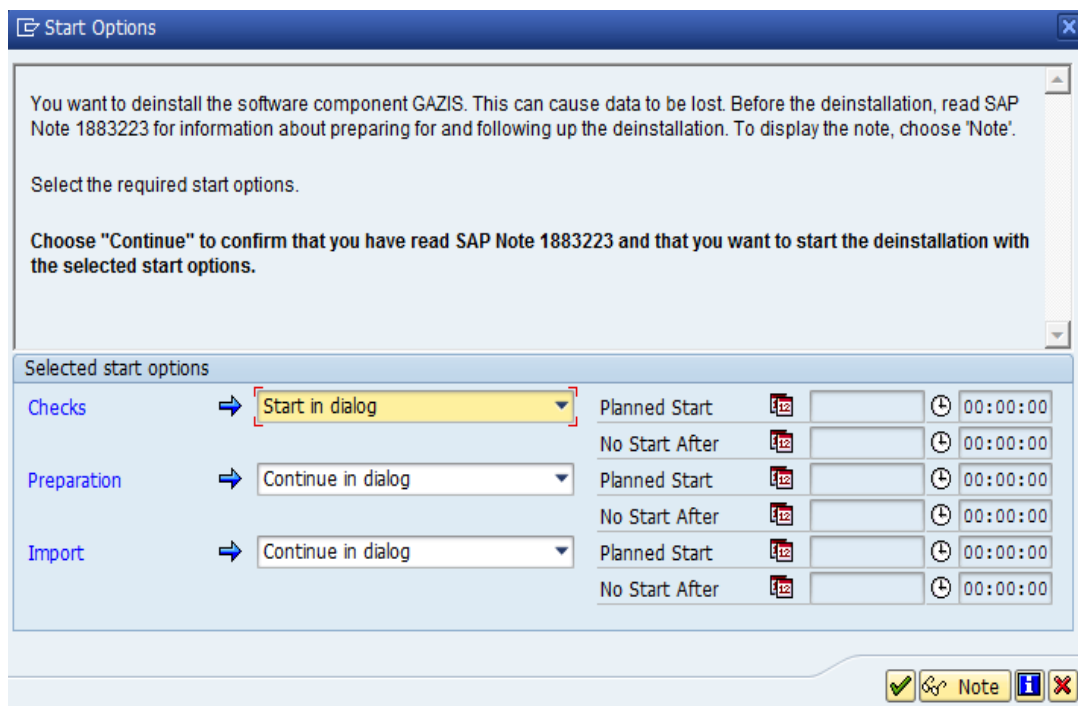 Start Options
You want to deinstall the software component GAZIS. This can cause data to be lost. Before the deinstallation, read SAP
Note 1883223 for information about preparing for and following up the deinstallation. To display the note, choose 'Note'.
Select the required start options.
Choose "Continue" to confirm that you have read SAP Note 1883223 and that you want to start the deinstallation with
the selected start options.
Selected start options
Checks Start in dialog Planned Start 12 00:00:00
No Start After 12 00:00:00
Preparation Continue in dialog Planned Start 12 00:00:00
No Start After 12 00:00:00
Import Continue in dialog Planned Start 12 00:00:00
No Start After 12 00:00:00
Note